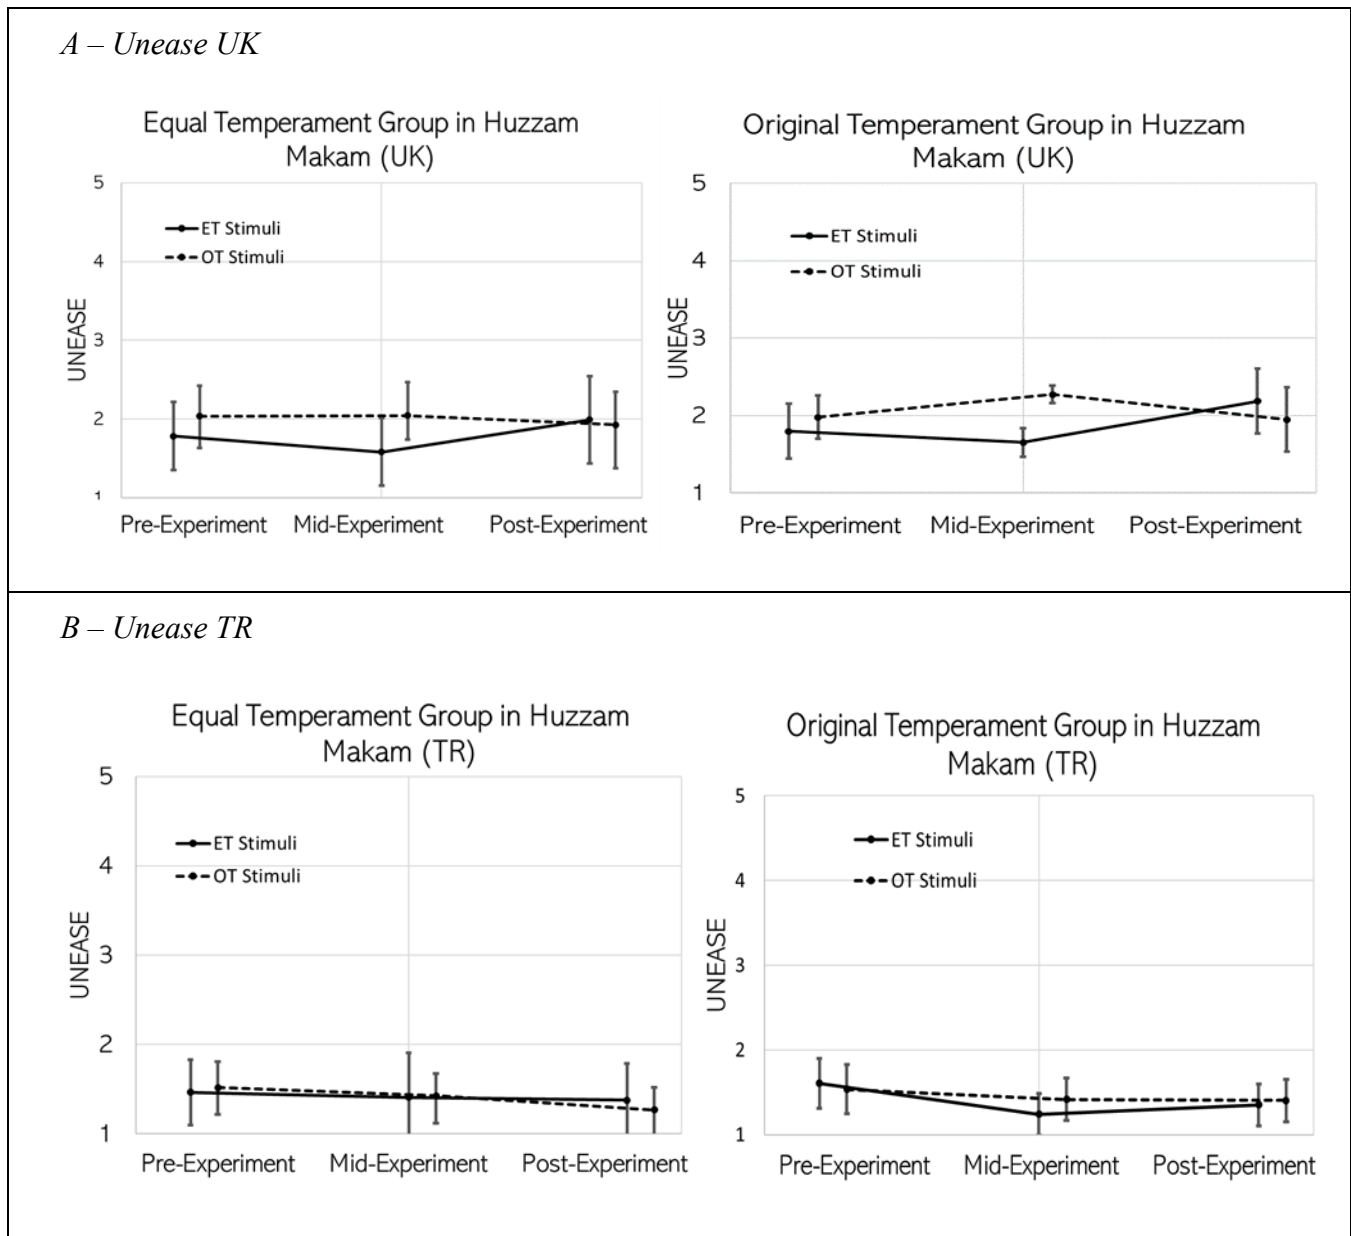 A – Unease UK
Equal Temperament Group in Huzzam
Makam (UK)
5
4
3
2
1
UNEASE
ET Stimuli
OT Stimuli
Pre-Experiment Mid-Experiment Post-Experiment
Original Temperament Group in Huzzam
Makam (UK)
5
4
3
2
1
UNEASE
ET Stimuli
OT Stimuli
Pre-Experiment Mid-Experiment Post-Experiment
B – Unease TR
Equal Temperament Group in Huzzam
Makam (TR)
5
4
3
2
1
UNEASE
ET Stimuli
OT Stimuli
Pre-Experiment Mid-Experiment Post-Experiment
Original Temperament Group in Huzzam
Makam (TR)
5
4
3
2
1
UNEASE
ET Stimuli
OT Stimuli
Pre-Experiment Mid-Experiment Post-Experiment